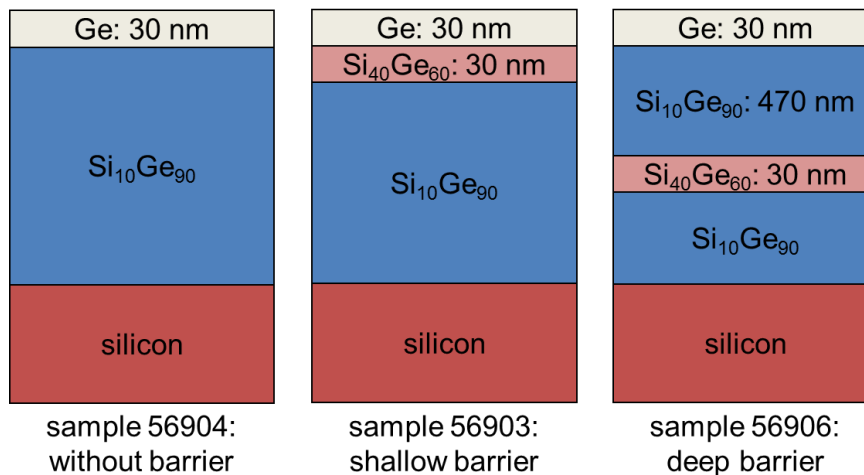 Ge: 30 nm
Si₁₀Ge₉₀
silicon
sample 56904:
without barrier
Ge: 30 nm
Si₄₀Ge₆₀: 30 nm
Si₁₀Ge₉₀
silicon
sample 56903:
shallow barrier
Ge: 30 nm
Si₁₀Ge₉₀: 470 nm
Si₄₀Ge₆₀: 30 nm
Si₁₀Ge₉₀
silicon
sample 56906:
deep barrier